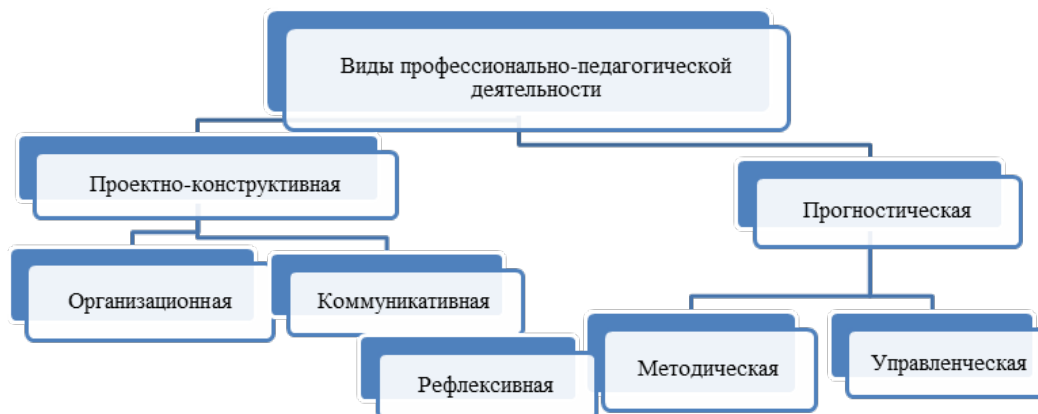 Виды профессионально-педагогической
деятельности
Проектно-конструктивная
Прогностическая
Организационная
Коммуникативная
Рефлексивная
Методическая
Управленческая